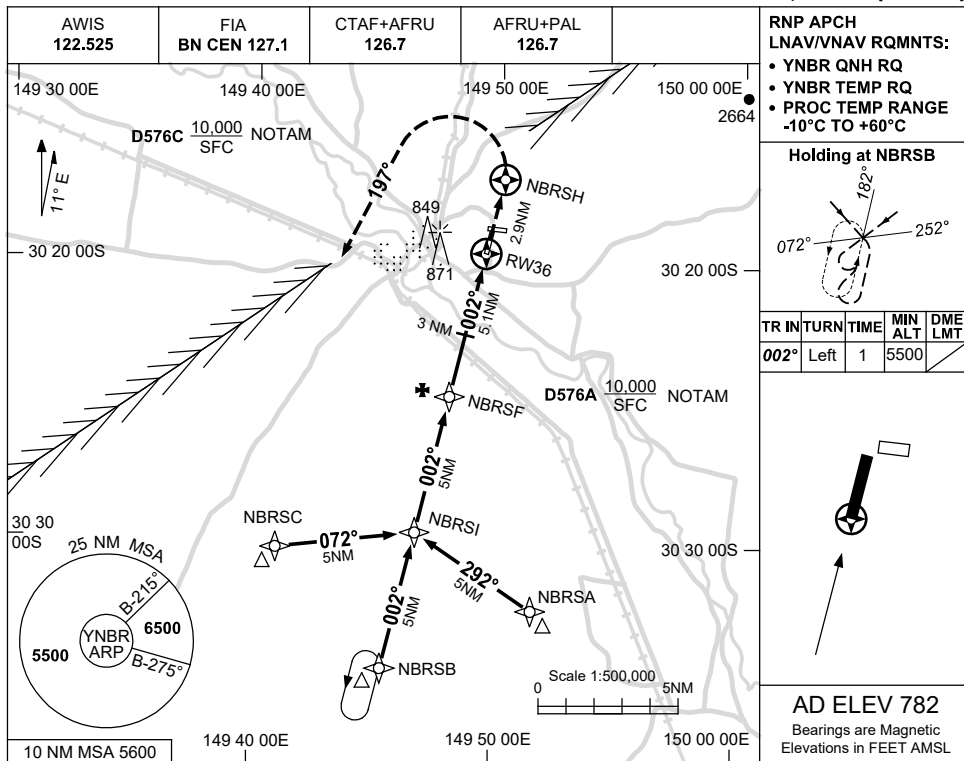 AWIS
122.525
FIA
BN CEN 127.1
CTAF+AFRU
126.7
AFRU+PAL
126.7
RNP APCH
LNAV/VNAV RQMNTS:
• YNBR QNH RQ
• YNBR TEMP RQ
• PROC TEMP RANGE
-10°C TO +60°C
149 30 00E
149 40 00E
149 50 00E
150 00 00E
2664
D576C 10,000 NOTAM
SFC
11° E
197°
NBRSH
849
871
2.9NM
RW36
30 20 00S
30 20 00S
002°
5.1NM
3 NM
NBRSF
D576A 10,000 NOTAM
SFC
002°
5NM
30 30
00S
NBRSC
072°
5NM
NBRSI
30 30 00S
292°
5NM
NBRSA
002°
5NM
NBRSB
25 NM MSA
B-215°
YNBR
ARP
6500
5500
B-275°
Scale 1:500,000
0
5NM
10 NM MSA 5600
149 40 00E
149 50 00E
150 00 00E
Holding at NBRSB
182°
072°
252°
TR IN TURN TIME MIN ALT DME LMT
002° Left 1 5500
AD ELEV 782
Bearings are Magnetic
Elevations in FEET AMSL